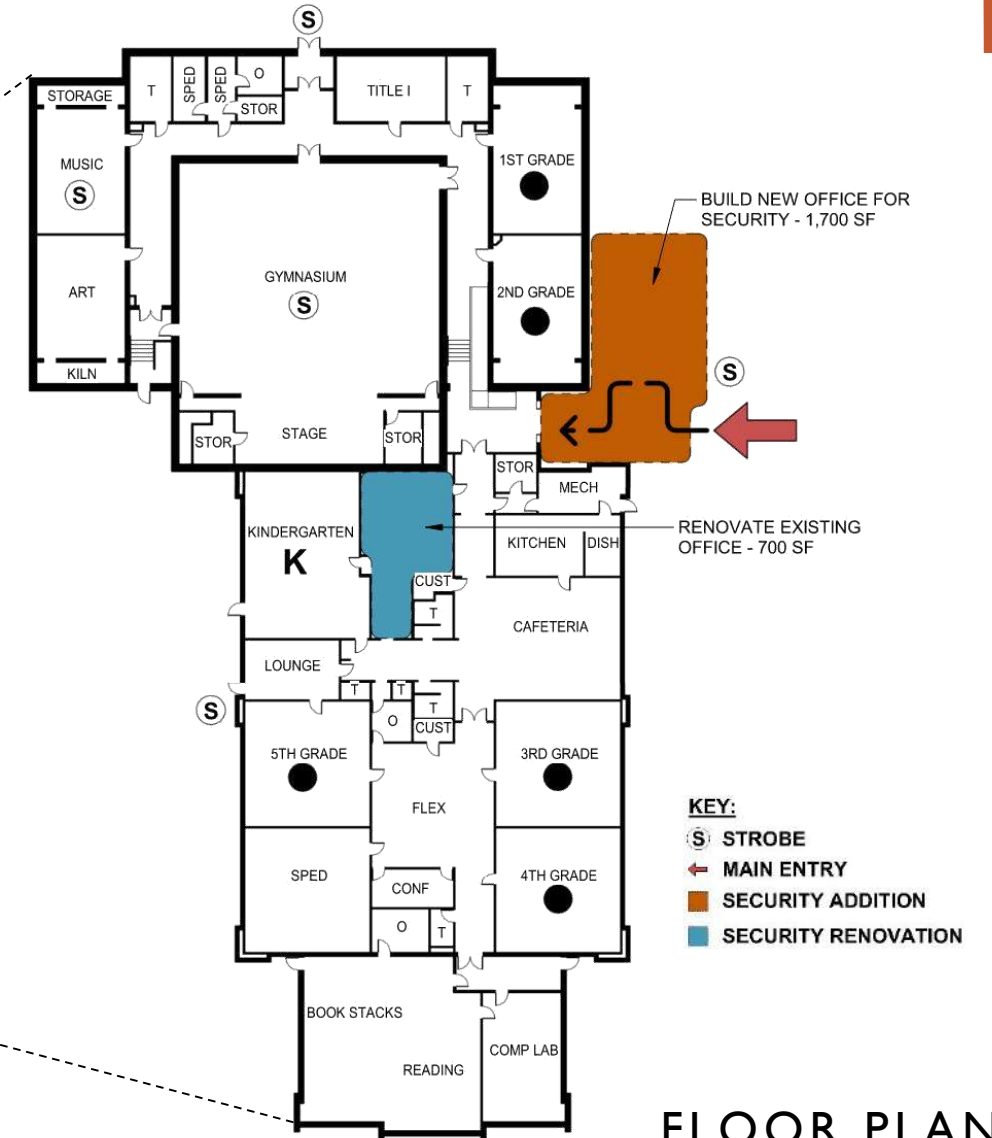 S
T
SPED
SPED
O
STOR
TITLE I
T
STORAGE
MUSIC
S
1ST GRADE
BUILD NEW OFFICE FOR
SECURITY - 1,700 SF
ART
GYMNASIUM
S
2ND GRADE
KILN
S
STOR
STAGE
STOR
STOR
MECH
KINDERGARTEN
K
KITCHEN
DISH
RENOVATE EXISTING
OFFICE - 700 SF
CUST
T
CAFETERIA
LOUNGE
T
T
T
S
O
CUST
5TH GRADE
3RD GRADE
FLEX
KEY:
S STROBE
MAIN ENTRY
SECURITY ADDITION
SECURITY RENOVATION
SPED
CONF
4TH GRADE
O
T
BOOK STACKS
COMP LAB
READING
FLOOR PLAN